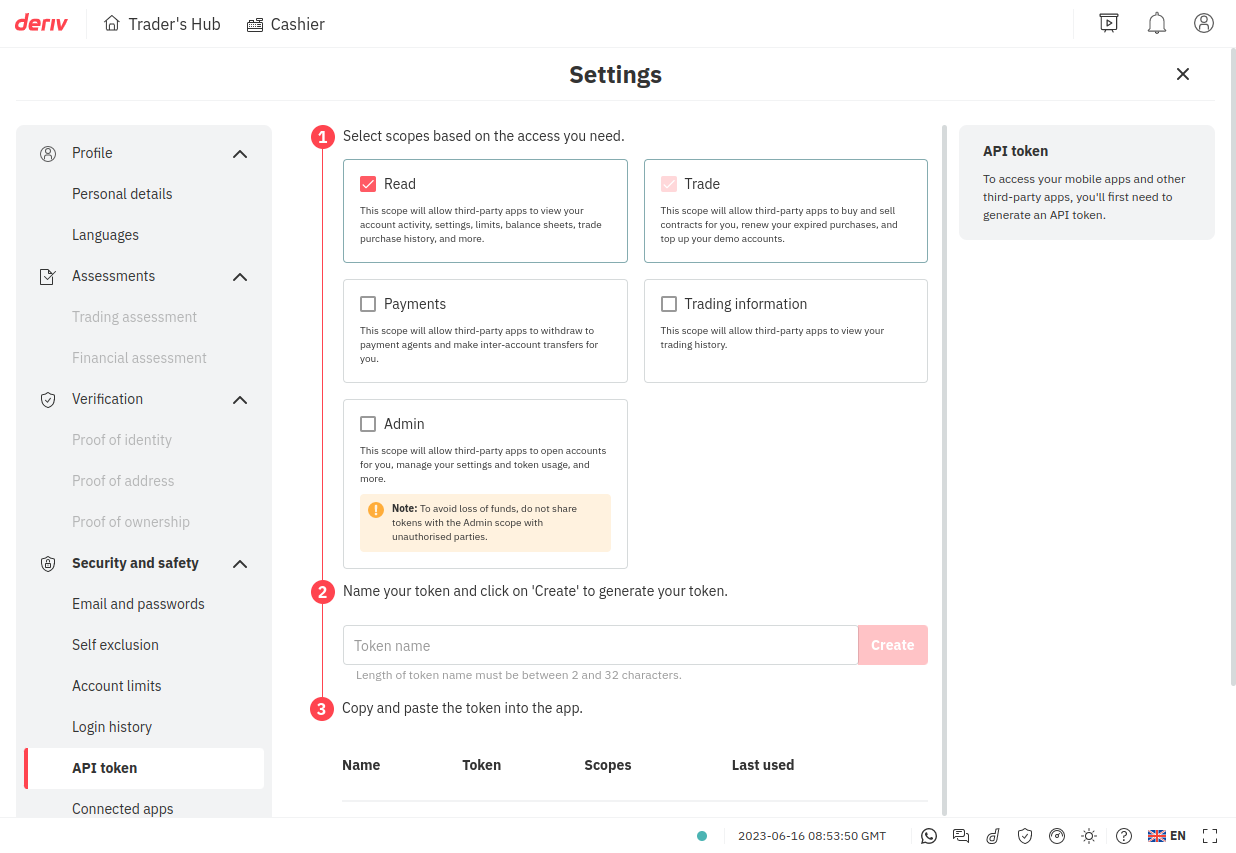 deriv
Trader's Hub
Cashier
Settings
Profile
Personal details
Languages
Assessments
Trading assessment
Financial assessment
Verification
Proof of identity
Proof of address
Proof of ownership
Security and safety
Email and passwords
Self exclusion
Account limits
Login history
API token
Connected apps
1
Select scopes based on the access you need.
Read
This scope will allow third-party apps to view your
account activity, settings, limits, balance sheets, trade
purchase history, and more.
Trade
This scope will allow third-party apps to buy and sell
contracts for you, renew your expired purchases, and
top up your demo accounts.
Payments
This scope will allow third-party apps to withdraw to
payment agents and make inter-account transfers for
you.
Trading information
This scope will allow third-party apps to view your
trading history.
Admin
This scope will allow third-party apps to open accounts
for you, manage your settings and token usage, and
more.
Note: To avoid loss of funds, do not share
tokens with the Admin scope with
unauthorised parties.
2
Name your token and click on 'Create' to generate your token.
Token name
Create
Length of token name must be between 2 and 32 characters.
3
Copy and paste the token into the app.
Name Token Scopes Last used
API token
To access your mobile apps and other
third-party apps, you'll first need to
generate an API token.
2023-06-16 08:53:50 GMT
EN